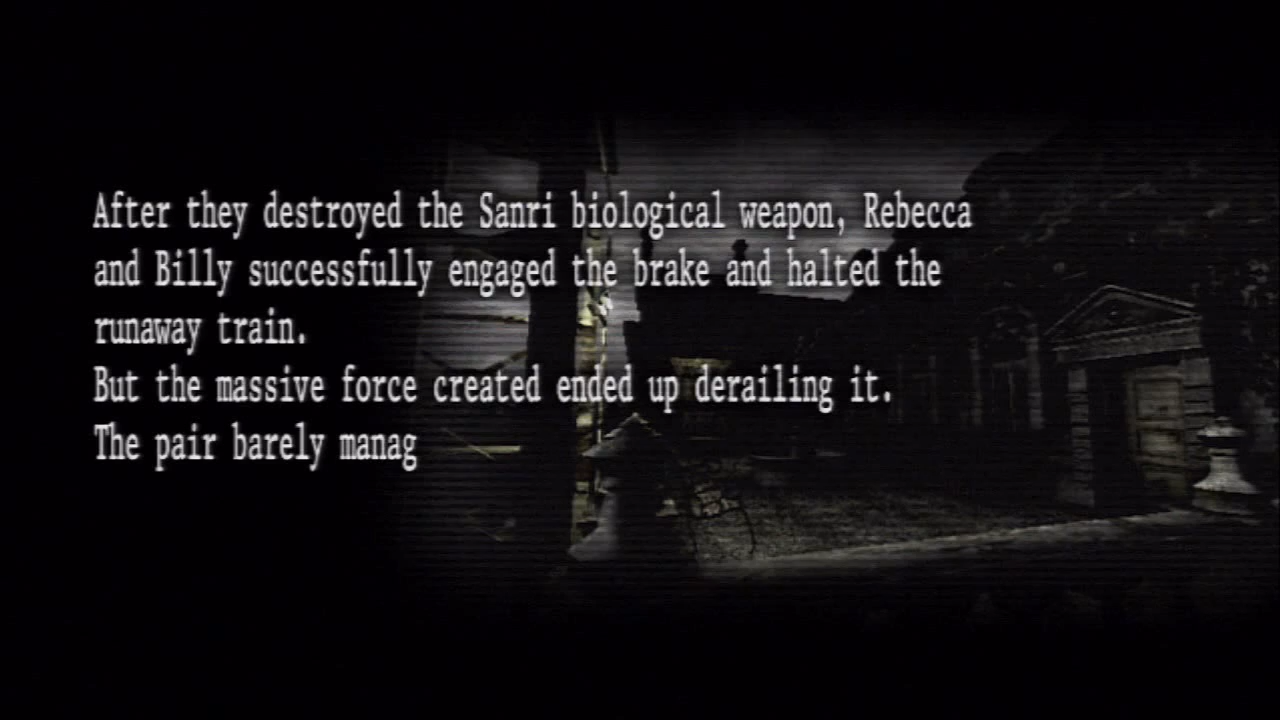 After they destroyed the Sanri biological weapon, Rebecca
and Billy successfully engaged the brake and halted the
runaway train.
But the massive force created ended up derailing it.
The pair barely manag